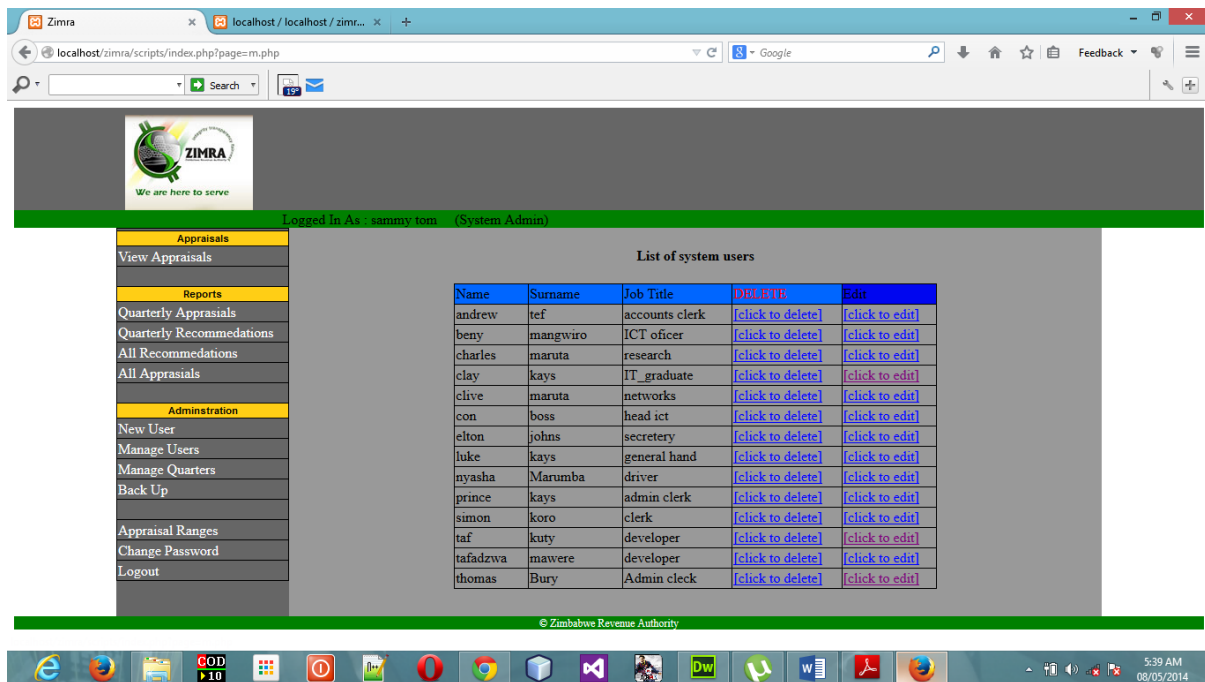 Zimra
localhost / localhost / zimr...
localhost/zimra/scripts/index.php?page=m.php
Google
Feedback
Search
19°
ZIMRA
We are here to serve
Logged In As : sammy tom (System Admin)
Appraisals
View Appraisals
Reports
Quarterly Apprasials
Quarterly Recommedations
All Recommedations
All Apprasials
Adminstration
New User
Manage Users
Manage Quarters
Back Up
Appraisal Ranges
Change Password
Logout
List of system users
Name Surname Job Title DELETE Edit
andrew tef accounts clerk [click to delete] [click to edit]
beny mangwiro ICT oficer [click to delete] [click to edit]
charles maruta research [click to delete] [click to edit]
clay kays IT_graduate [click to delete] [click to edit]
clive maruta networks [click to delete] [click to edit]
con boss head ict [click to delete] [click to edit]
elton johns secretery [click to delete] [click to edit]
luke kays general hand [click to delete] [click to edit]
nyasha Marumba driver [click to delete] [click to edit]
prince kays admin clerk [click to delete] [click to edit]
simon koro clerk [click to delete] [click to edit]
taf kuty developer [click to delete] [click to edit]
tafadzwa mawere developer [click to delete] [click to edit]
thomas Bury Admin cleck [click to delete] [click to edit]
© Zimbabwe Revenue Authority
COD
10
Dw
5:39 AM
08/05/2014